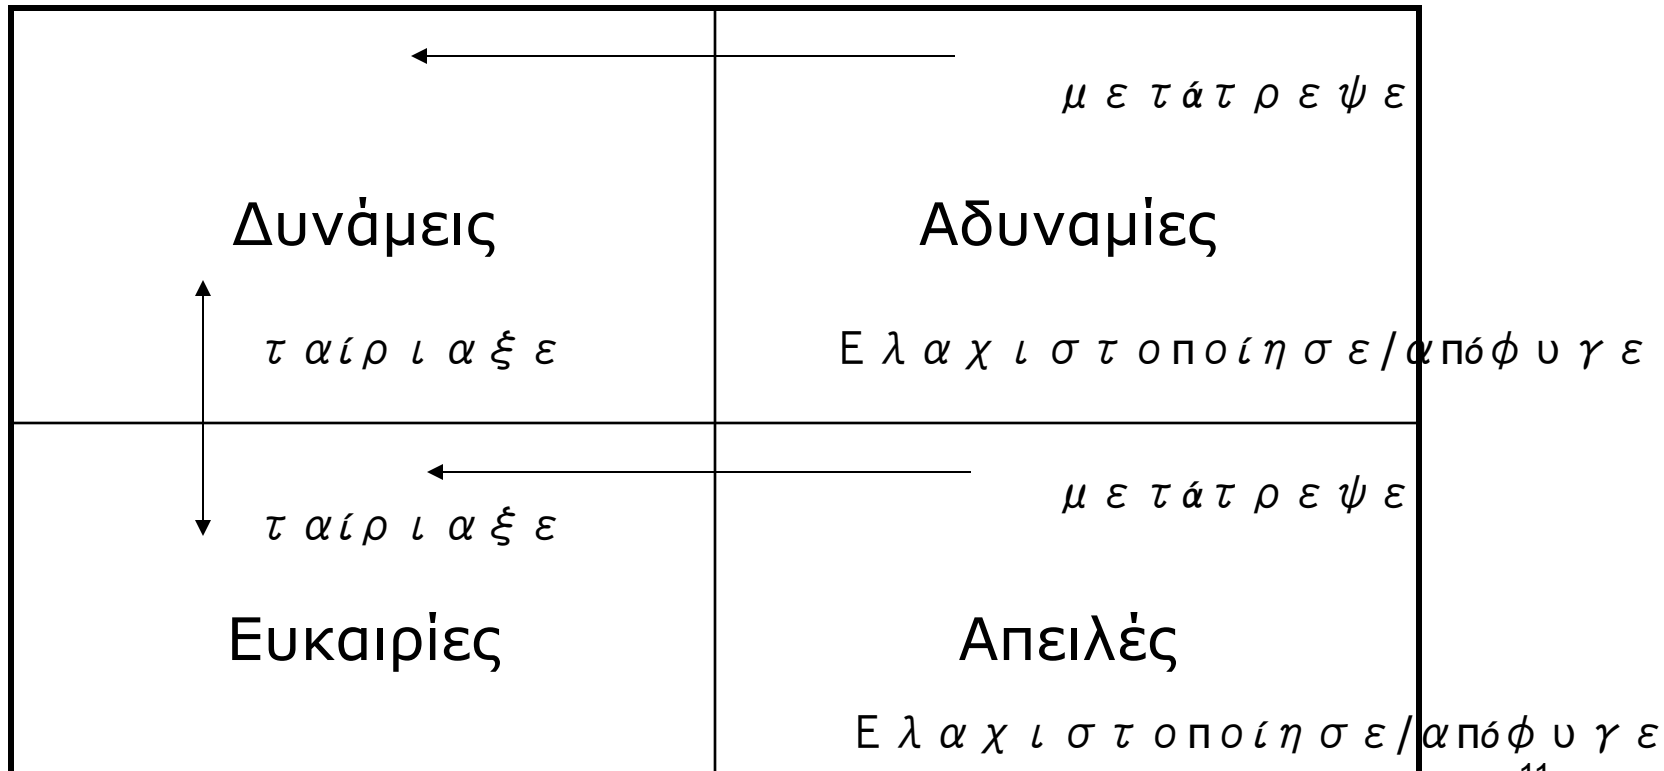 μετάτρεψε
Δυνάμεις
Αδυναμίες
ταίριαξε
Ελαχιστοποίησε/απόφυγε
μετάτρεψε
ταίριαξε
Ευκαιρίες
Απειλές
Ελαχιστοποίησε/απόφυγε